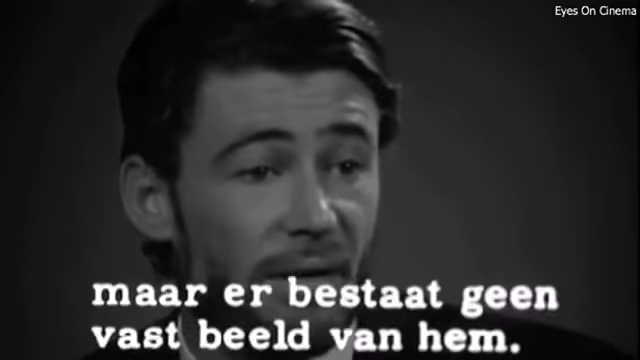 Eyes On Cinema
maar er bestaat geen
vast beeld van hem.